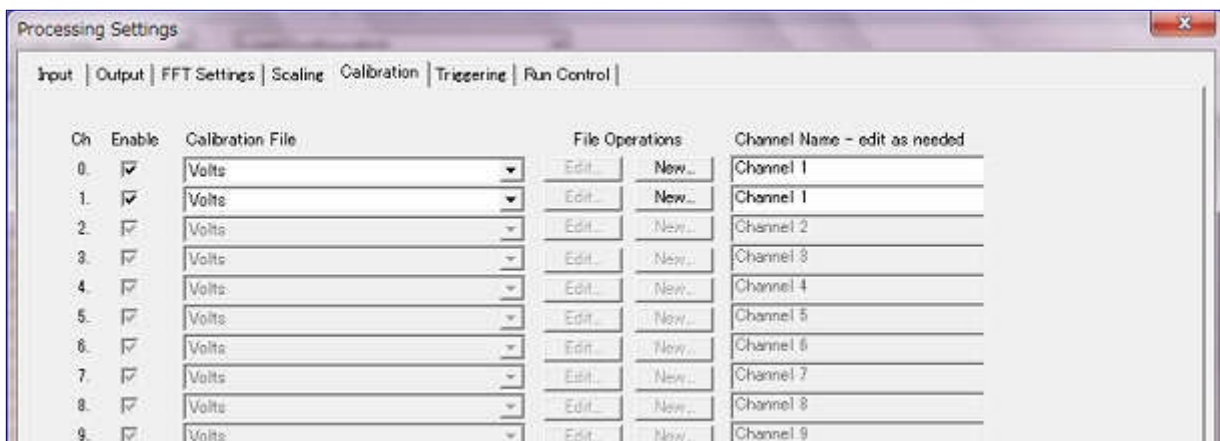 Processing Settings
Input Output FFT Settings Scaling Calibration Triggering Run Control
Ch Enable Calibration File File Operations Channel Name - edit as needed
0. Volts Edit... New... Channel 1
1. Volts Edit... New... Channel 1
2. Volts Edit... New... Channel 2
3. Volts Edit... New... Channel 3
4. Volts Edit... New... Channel 4
5. Volts Edit... New... Channel 5
6. Volts Edit... New... Channel 6
7. Volts Edit... New... Channel 7
8. Volts Edit... New... Channel 8
9. Volts Edit... New... Channel 9